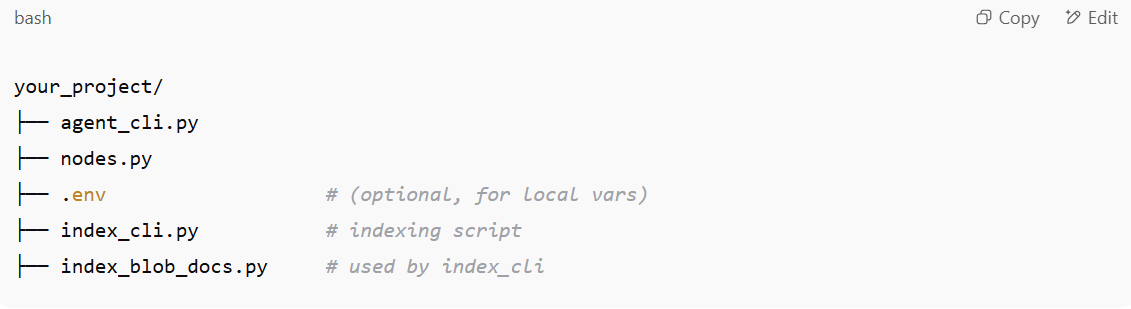 bash Copy Edit
your_project/
├── agent_cli.py
├── nodes.py
├── .env # (optional, for local vars)
├── index_cli.py # indexing script
├── index_blob_docs.py # used by index_cli